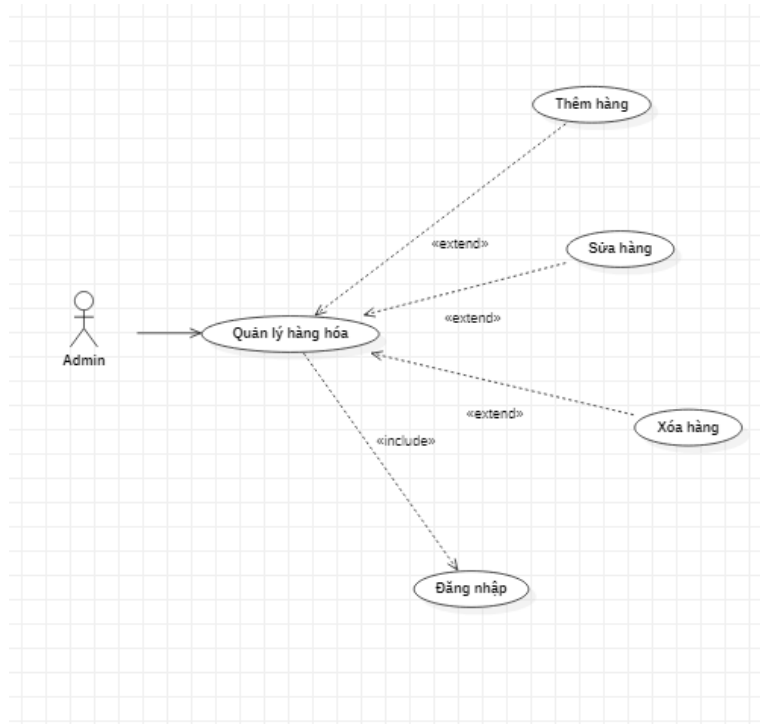 Thêm hàng
«extend»
Sửa hàng
«extend»
Quản lý hàng hóa
Admin
«extend»
Xóa hàng
«include»
Đăng nhập